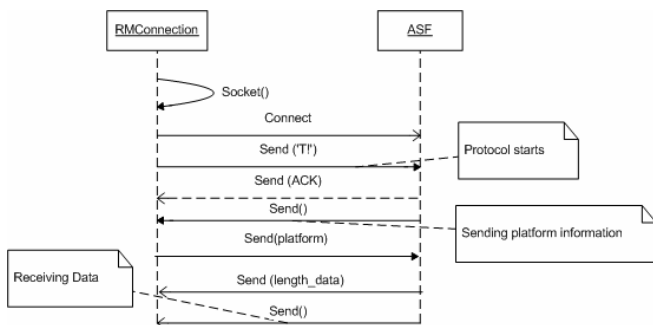 RMConnection
ASF
Socket()
Connect
Send ('T!')
Protocol starts
Send (ACK)
Send()
Sending platform information
Send(platform)
Receiving Data
Send (length_data)
Send()